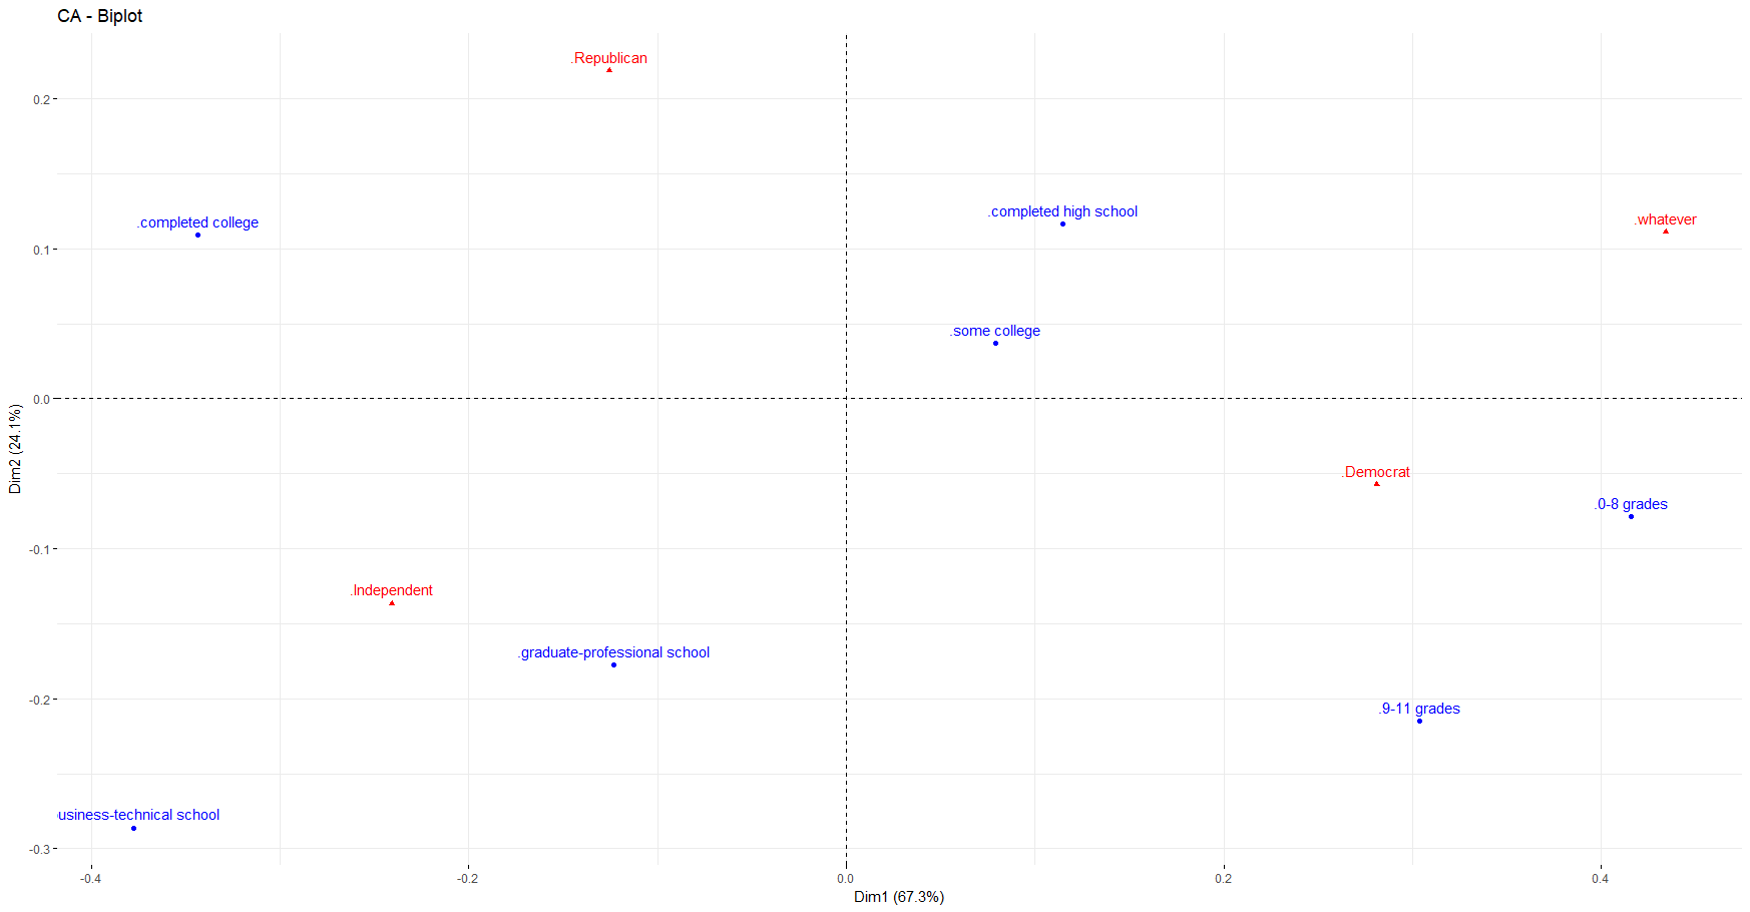 CA - Biplot
.Republican
0.2
.completed high school
.whatever
.completed college
0.1
.some college
0.0
Dim2 (24.1%)
.Democrat
.0-8 grades
-0.1
.Independent
.graduate-professional school
-0.2
.9-11 grades
usiness-technical school
-0.3
-0.4
-0.2
0.0
0.2
0.4
Dim1 (67.3%)